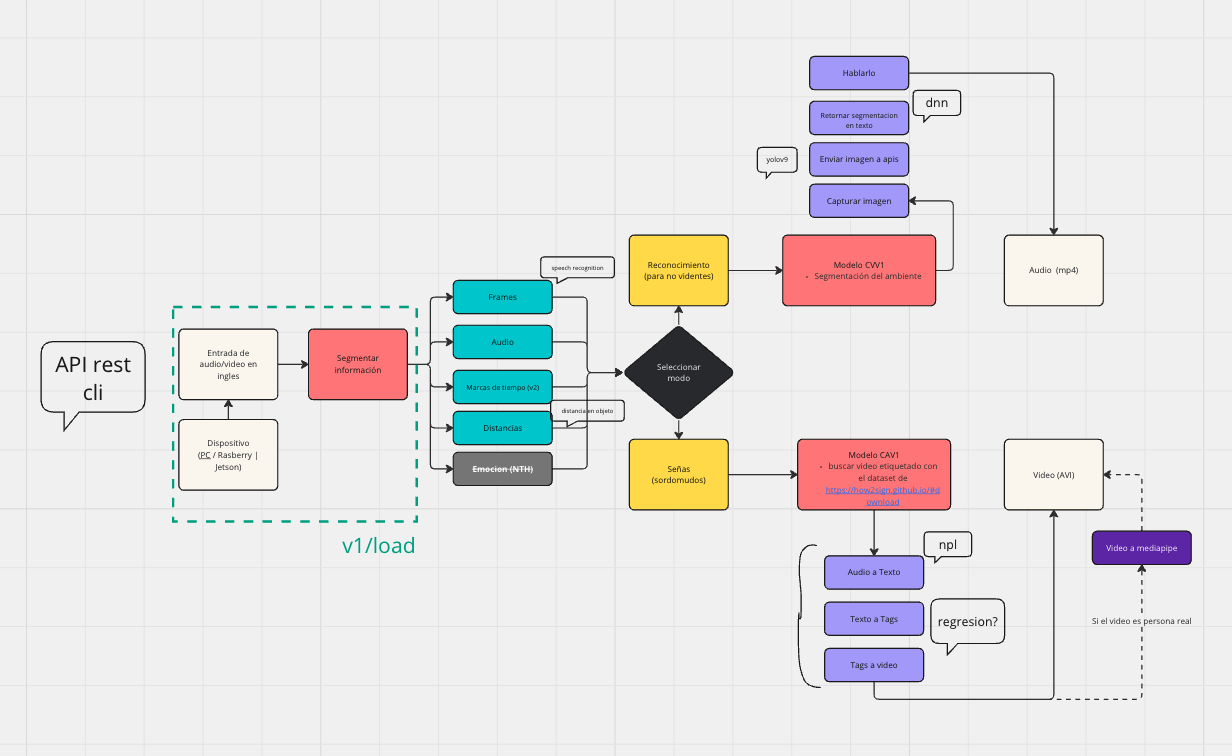 Hablarlo
dnn
Retornar segmentacion
en texto
yolov9
Enviar imagen a apis
Capturar imagen
Reconocimiento
(para no videntes)
Modelo CVV1
• Segmentación del ambiente
Audio (mp4)
speech recognition
Frames
Audio
Marcas de tiempo (v2)
distancia en objeto
Distancias
Emocion (NTH)
API rest
cli
Entrada de
audio/video en
ingles
Segmentar
información
Dispositivo
(PC / Rasberry |
Jetson)
v1/load
Seleccionar
modo
Señas
(sordomudos)
Modelo CAV1
• buscar video etiquetado con
el dataset de
https://how2sign.github.io/#d
ownload
Video (AVI)
npl
Audio a Texto
Texto a Tags
regresion?
Tags a video
Video a mediapipe
Si el video es persona real